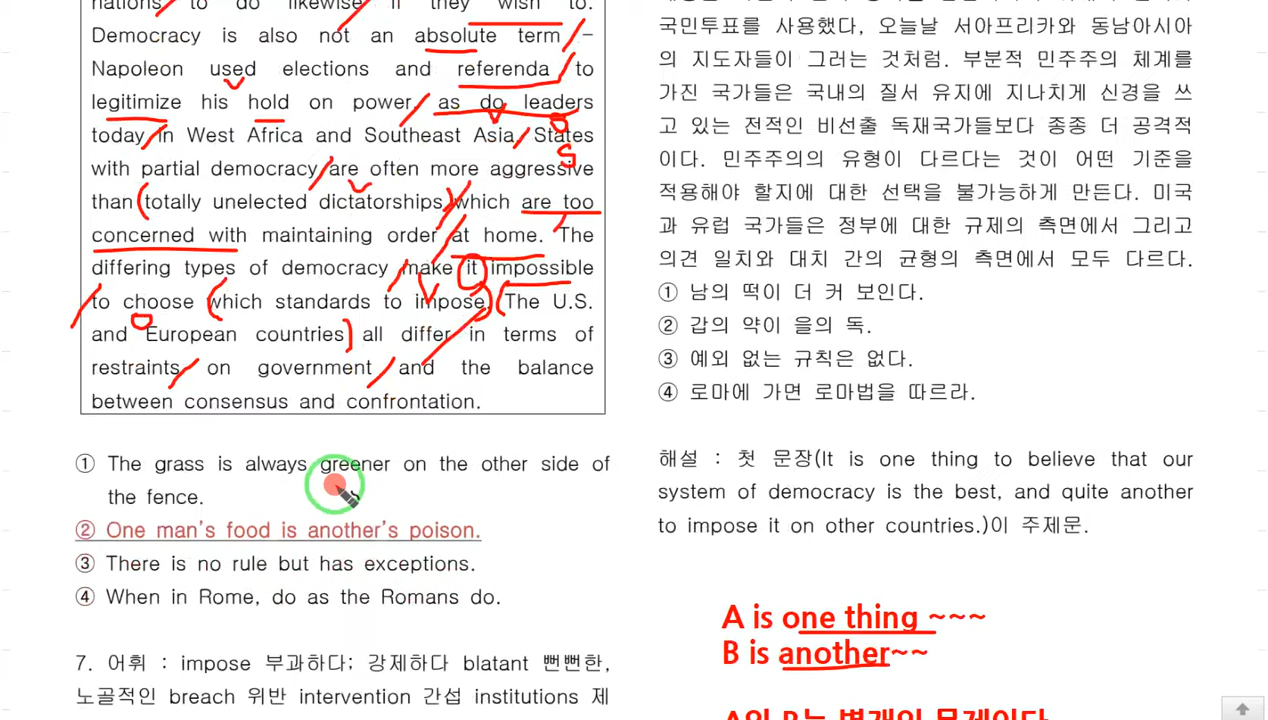 nations to do likewise if they wish to.
Democracy is also not an absolute term –
Napoleon used elections and referenda to
legitimize his hold on power, as do leaders
today in West Africa and Southeast Asia, States
with partial democracy are often more aggressive
than totally unelected dictatorships which are too
concerned with maintaining order at home. The
differing types of democracy make it impossible
to choose which standards to impose. The U.S.
and European countries all differ in terms of
restraints on government and the balance
between consensus and confrontation.
① The grass is always greener on the other side of
the fence.
② One man's food is another's poison.
③ There is no rule but has exceptions.
④ When in Rome, do as the Romans do.
7. 어휘 : impose 부과하다; 강제하다 blatant 뻔뻔한,
노골적인 breach 위반 intervention 간섭 institutions 제
국민투표를 사용했다, 오늘날 서아프리카와 동남아시아
의 지도자들이 그러는 것처럼. 부분적 민주주의 체계를
가진 국가들은 국내의 질서 유지에 지나치게 신경을 쓰
고 있는 전적인 비선출 독재국가들보다 종종 더 공격적
이다. 민주주의의 유형이 다르다는 것이 어떤 기준을
적용해야 할지에 대한 선택을 불가능하게 만든다. 미국
과 유럽 국가들은 정부에 대한 규제의 측면에서 그리고
의견 일치와 대치 간의 균형의 측면에서 모두 다르다.
① 남의 떡이 더 커 보인다.
② 갑의 약이 을의 독.
③ 예외 없는 규칙은 없다.
④ 로마에 가면 로마법을 따르라.
해설 : 첫 문장(It is one thing to believe that our
system of democracy is the best, and quite another
to impose it on other countries.)이 주제문.
A is one thing ~~~
B is another~~
A와 B는 별개의 문제이다